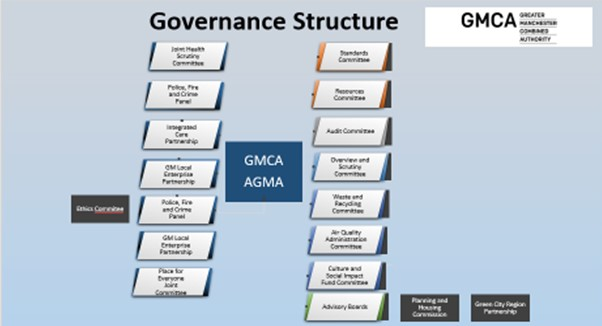 Governance Structure
GMCA
GREATER
MANCHESTER
COMBINED
AUTHORITY
Joint Health
Scrutiny
Committee
Police, Fire
and Crime
Panel
Integrated
Care
Partnership
GM Local
Enterprise
Partnership
Ethics Committee
Police, Fire
and Crime
Panel
GM Local
Enterprise
Partnership
Place for
Everyone
Joint
Committee
GMCA
AGMA
Standards
Committee
Resources
Committee
Audit Committee
Overview and
Scrutiny
Committee
Waste and
Recycling
Committee
Air Quality
Administration
Committee
Culture and
Social Impact
Fund Committee
Advisory Boards
Planning and
Housing
Commission
Green City Region
Partnership